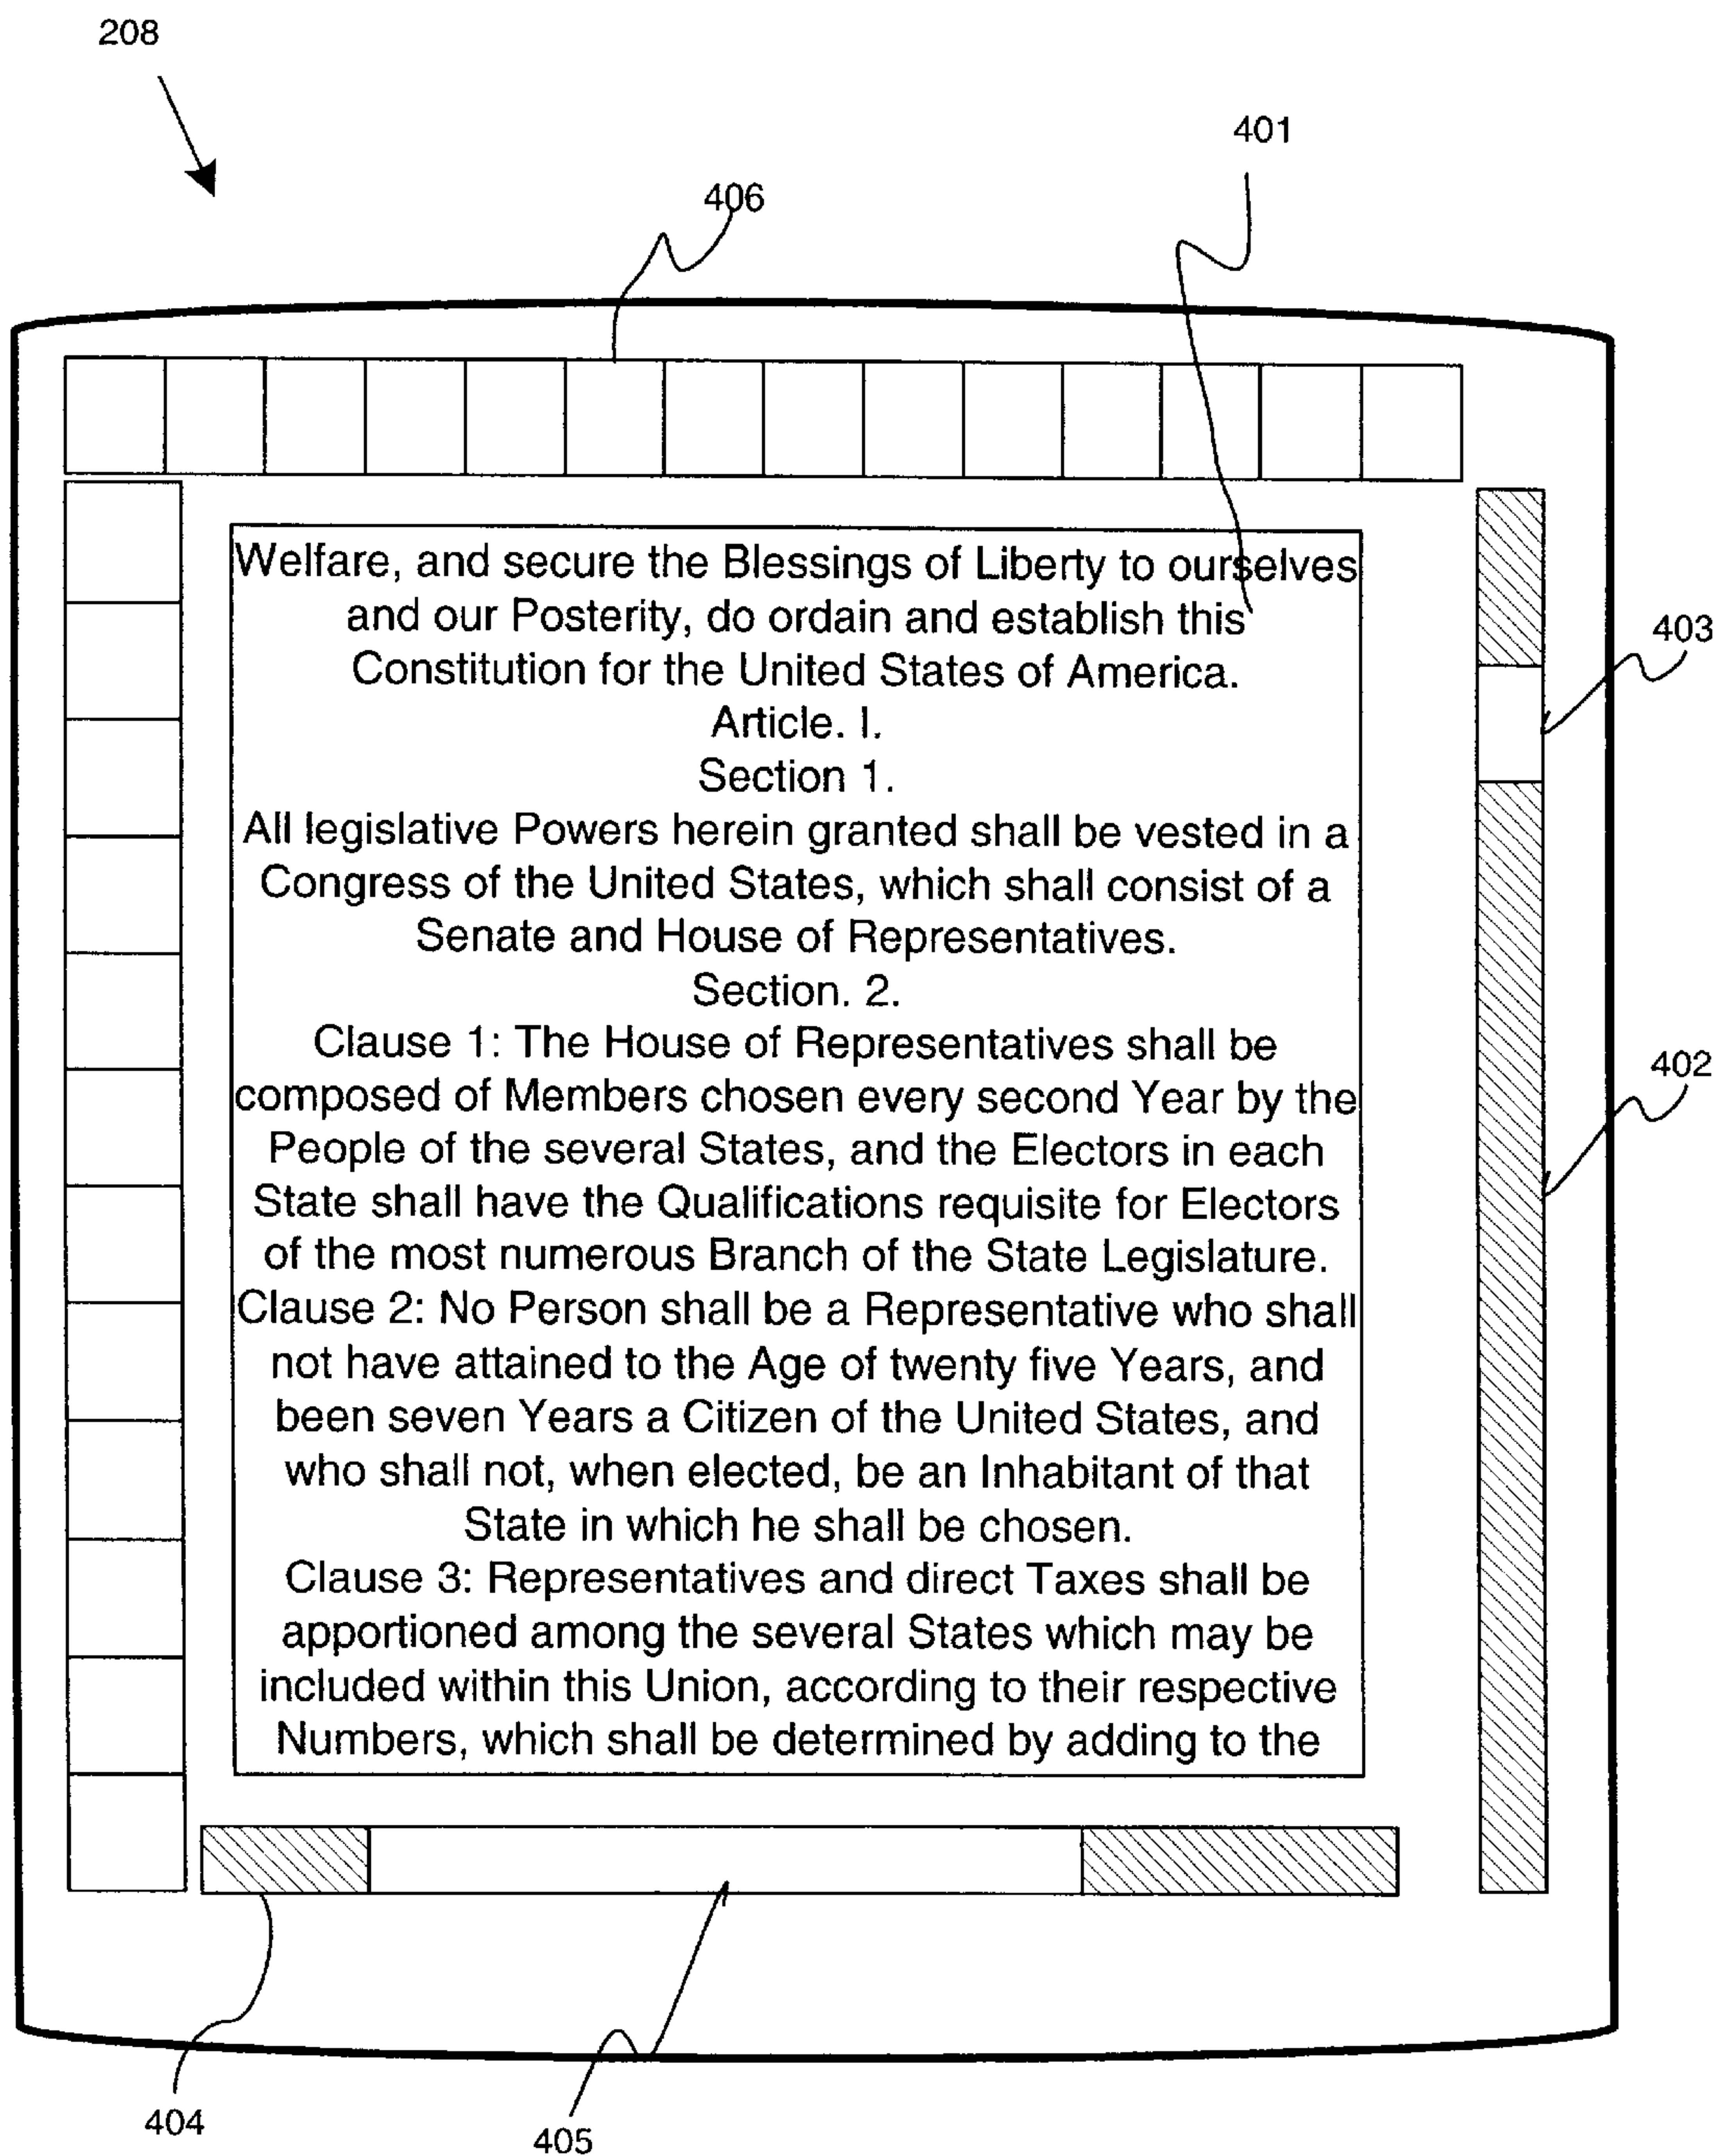 208
401
406
Welfare, and secure the Blessings of Liberty to ourselves
and our Posterity, do ordain and establish this
Constitution for the United States of America.
Article. I.
Section 1.
All legislative Powers herein granted shall be vested in a
Congress of the United States, which shall consist of a
Senate and House of Representatives.
Section. 2.
Clause 1: The House of Representatives shall be
composed of Members chosen every second Year by the
People of the several States, and the Electors in each
State shall have the Qualifications requisite for Electors
of the most numerous Branch of the State Legislature.
Clause 2: No Person shall be a Representative who shall
not have attained to the Age of twenty five Years, and
been seven Years a Citizen of the United States, and
who shall not, when elected, be an Inhabitant of that
State in which he shall be chosen.
Clause 3: Representatives and direct Taxes shall be
apportioned among the several States which may be
included within this Union, according to their respective
Numbers, which shall be determined by adding to the
403
402
404
405